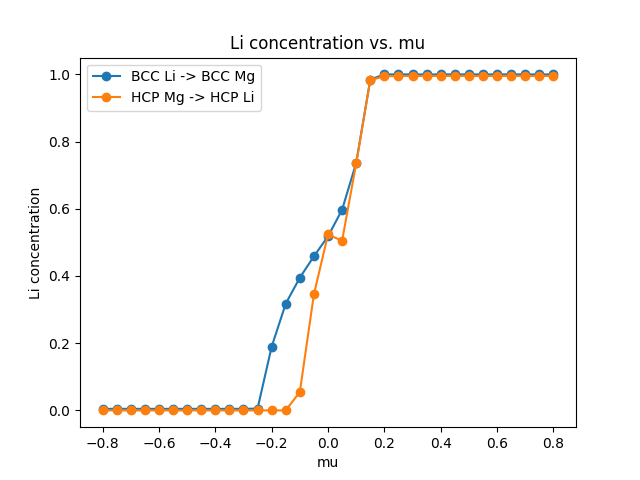 Li concentration vs. mu
BCC Li -> BCC Mg
HCP Mg -> HCP Li
Li concentration
1.0
0.8
0.6
0.4
0.2
0.0
−0.8 −0.6 −0.4 −0.2 0.0 0.2 0.4 0.6 0.8
mu